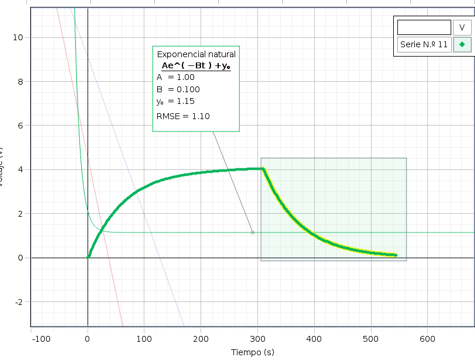 10
8
6
4
2
0
-2
-100
0
100
200
300
400
500
600
Tiempo (s)
Exponencial natural
Ae^( −Bt ) +y₀
A = 1.00
B = 0.100
y₀ = 1.15
RMSE = 1.10
V
Serie N.º 11